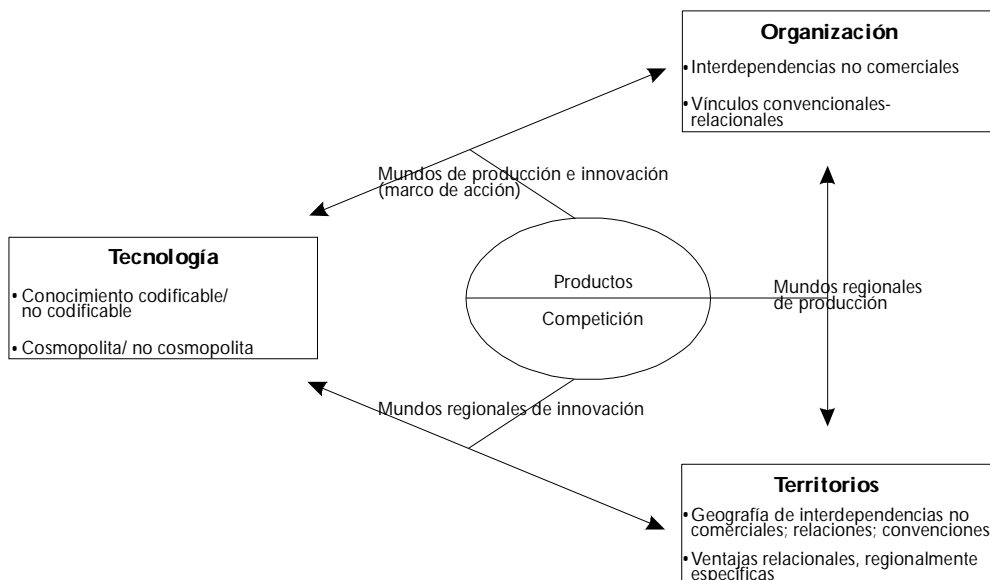 Organización
• Interdependencias no comerciales
• Vínculos convencionales-
relacionales
Mundos de producción e innovación
(marco de acción)
Tecnología
• Conocimiento codificable/
no codificable
• Cosmopolita/ no cosmopolita
Productos
Competición
Mundos regionales
de producción
Mundos regionales de innovación
Territorios
• Geografía de interdependencias no
comerciales; relaciones; convenciones
• Ventajas relacionales, regionalmente
específicas